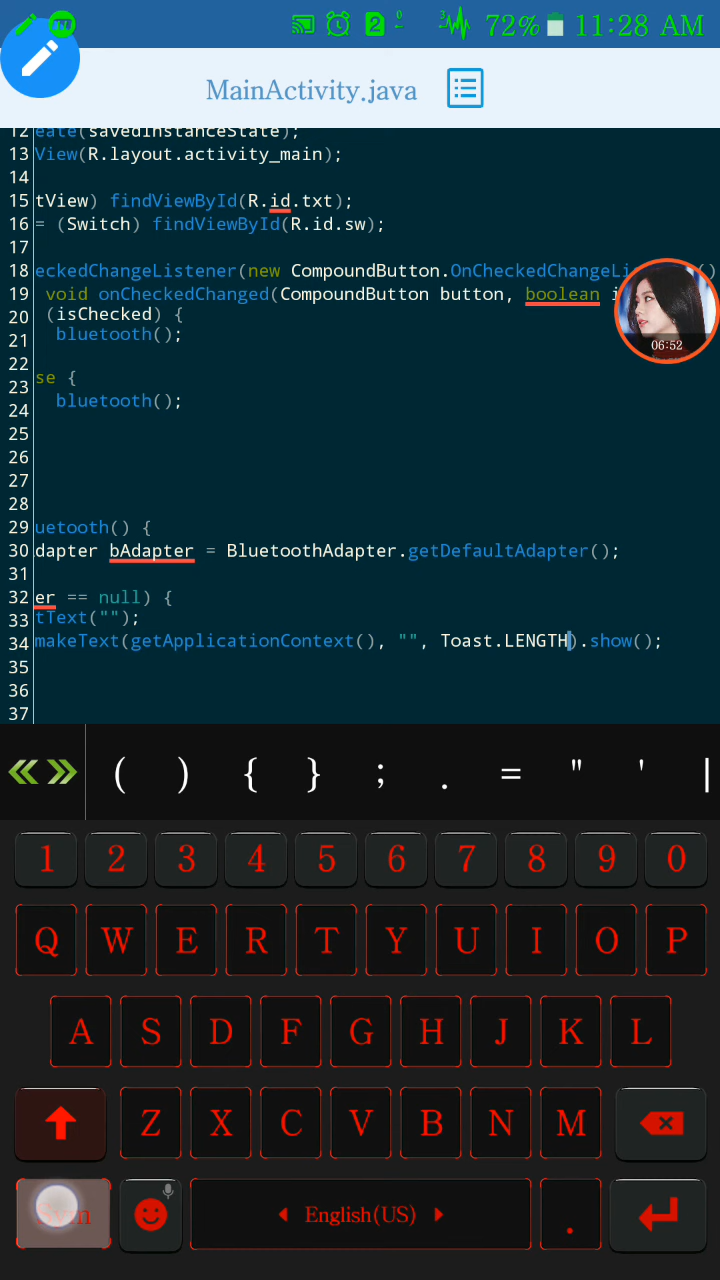 2 0 3 72% 11:28 AM
MainActivity.java
12 eate(savedInstanceState);
13 View(R.layout.activity_main);
14
15 tView) findViewById(R.id.txt);
16 = (Switch) findViewById(R.id.sw);
17
18 eckedChangeListener(new CompoundButton.OnCheckedChangeLi ()
19 void onCheckedChanged(CompoundButton button, boolean i
20 (isChecked) {
21 bluetooth();
22
23 se {
24 bluetooth();
25
26
27
28
29 uetooth() {
30 dapter bAdapter = BluetoothAdapter.getDefaultAdapter();
31
32 er == null) {
33 tText("");
34 makeText(getApplicationContext(), "", Toast.LENGTH).show();
35
36
37
06:52
( ) { } ; . = " ' |
1 2 3 4 5 6 7 8 9 0
Q W E R T Y U I O P
A S D F G H J K L
Z X C V B N M
Sym English(US) .